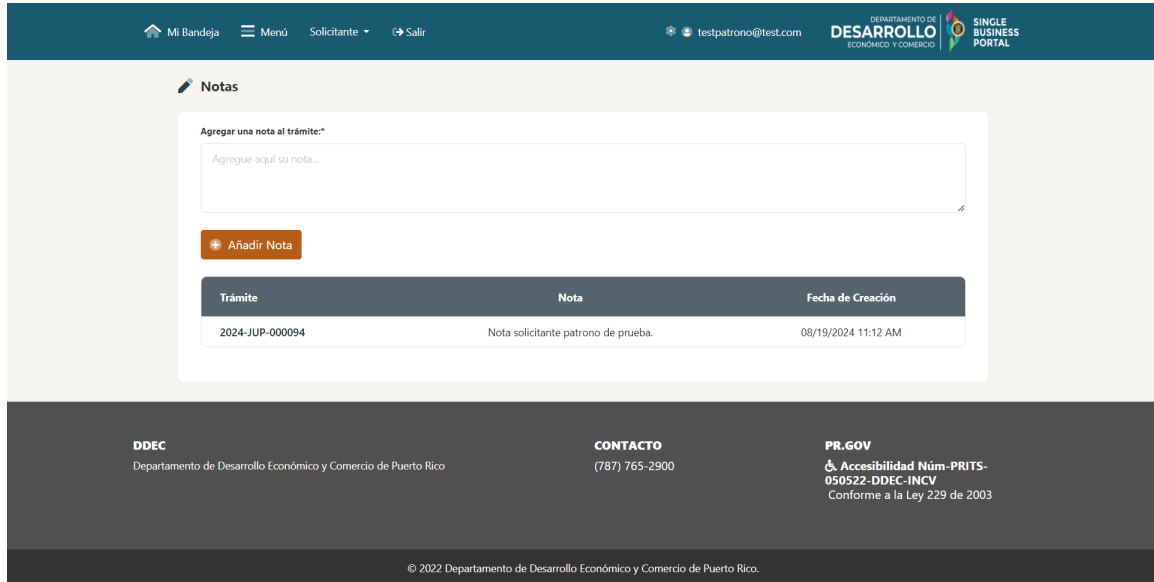 Mi Bandeja Menú Solicitante Salir testpatrono@test.com
DEPARTAMENTO DE
DESARROLLO
ECONÓMICO Y COMERCIO
SINGLE
BUSINESS
PORTAL
Notas
Agregar una nota al trámite:*
Agregue aquí su nota...
Añadir Nota
Trámite Nota Fecha de Creación
2024-JUP-000094 Nota solicitante patrono de prueba. 08/19/2024 11:12 AM
DDEC
Departamento de Desarrollo Económico y Comercio de Puerto Rico
CONTACTO
(787) 765-2900
PR.GOV
Accesibilidad Núm-PRITS-
050522-DDEC-INCV
Conforme a la Ley 229 de 2003
© 2022 Departamento de Desarrollo Económico y Comercio de Puerto Rico.